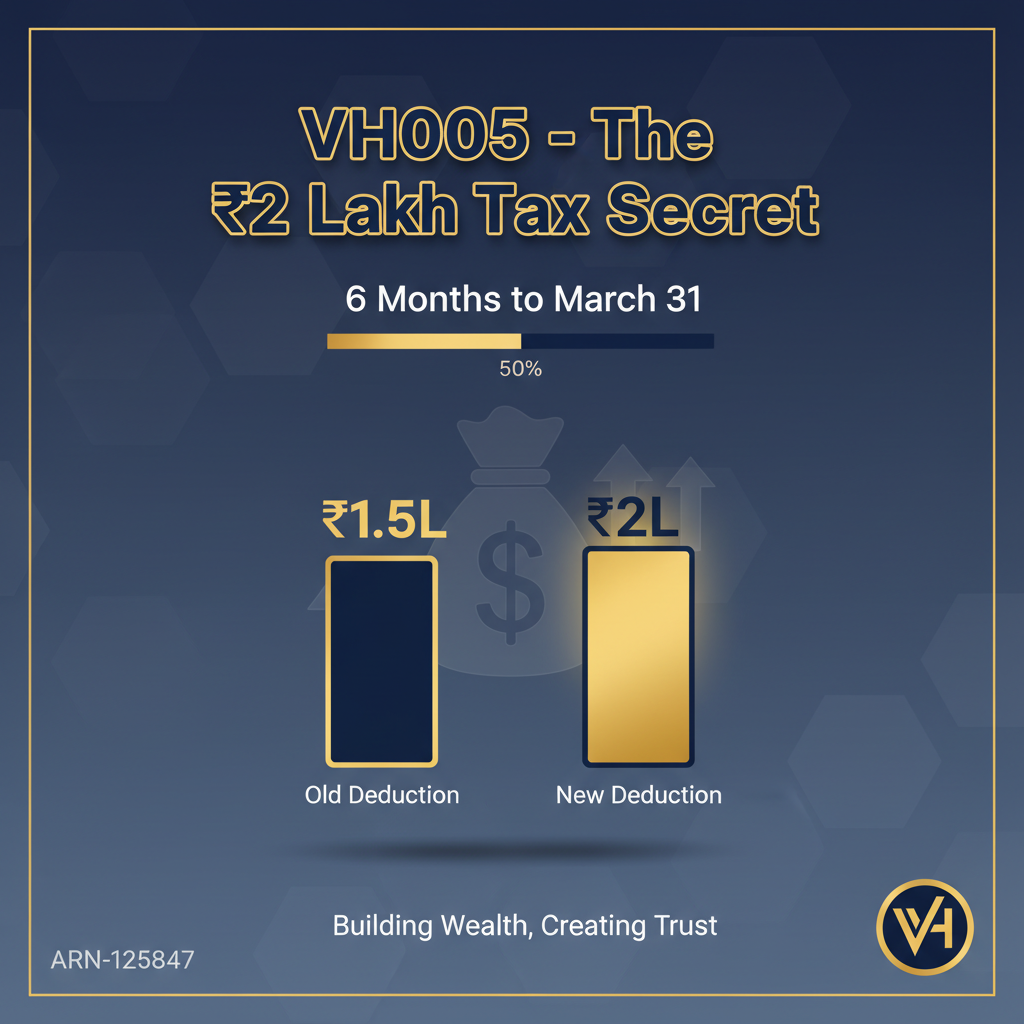 VH005 - The
₹2 Lakh Tax Secret
6 Months to March 31
50%
₹1.5L
₹2L
$
Old Deduction
New Deduction
Building Wealth, Creating Trust
ARN-125847
VH